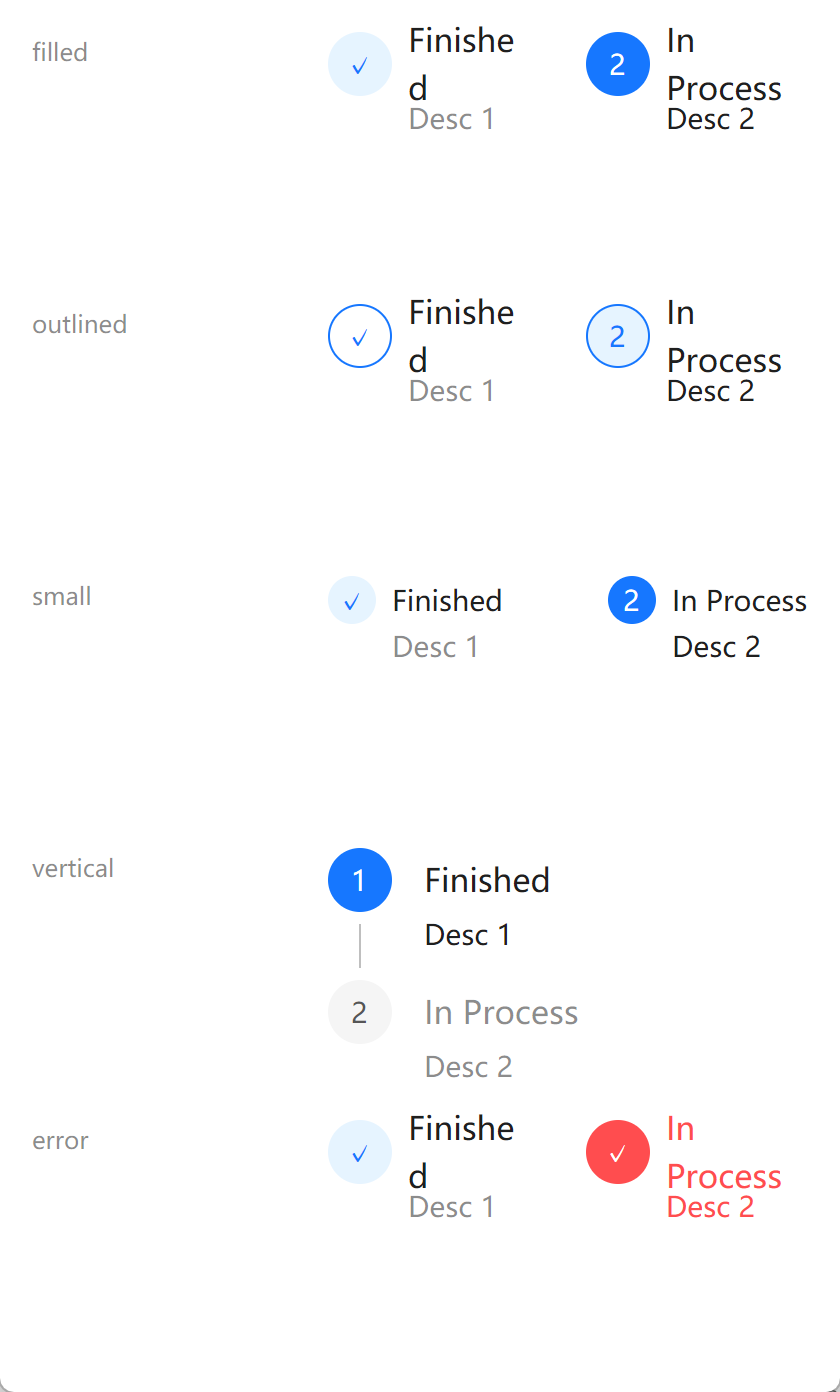 filled
✓
Finishe
d
Desc 1
2
In
Process
Desc 2
outlined
✓
Finishe
d
Desc 1
2
In
Process
Desc 2
small
✓ Finished
Desc 1
2 In Process
Desc 2
vertical
1 Finished
Desc 1
2 In Process
Desc 2
error
✓
Finishe
d
Desc 1
✓
In
Process
Desc 2